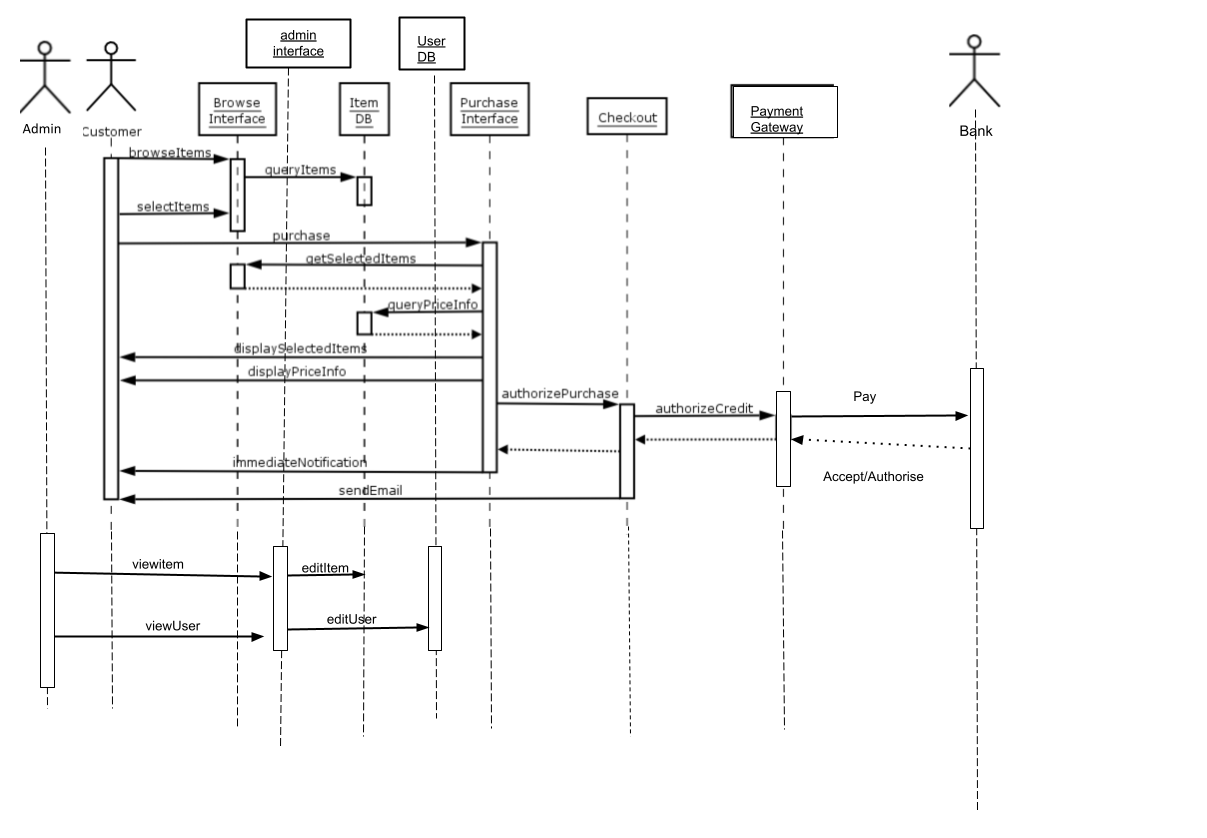 admin
interface
User
DB
Browse
Interface
Item
DB
Purchase
Interface
Checkout
Payment
Gateway
Admin
Customer
Bank
browseItems
queryItems
selectItems
purchase
getSelectedItems
queryPriceInfo
displaySelectedItems
displayPriceInfo
authorizePurchase
Pay
authorizeCredit
immediateNotification
Accept/Authorise
sendEmail
viewitem
editItem
viewUser
editUser